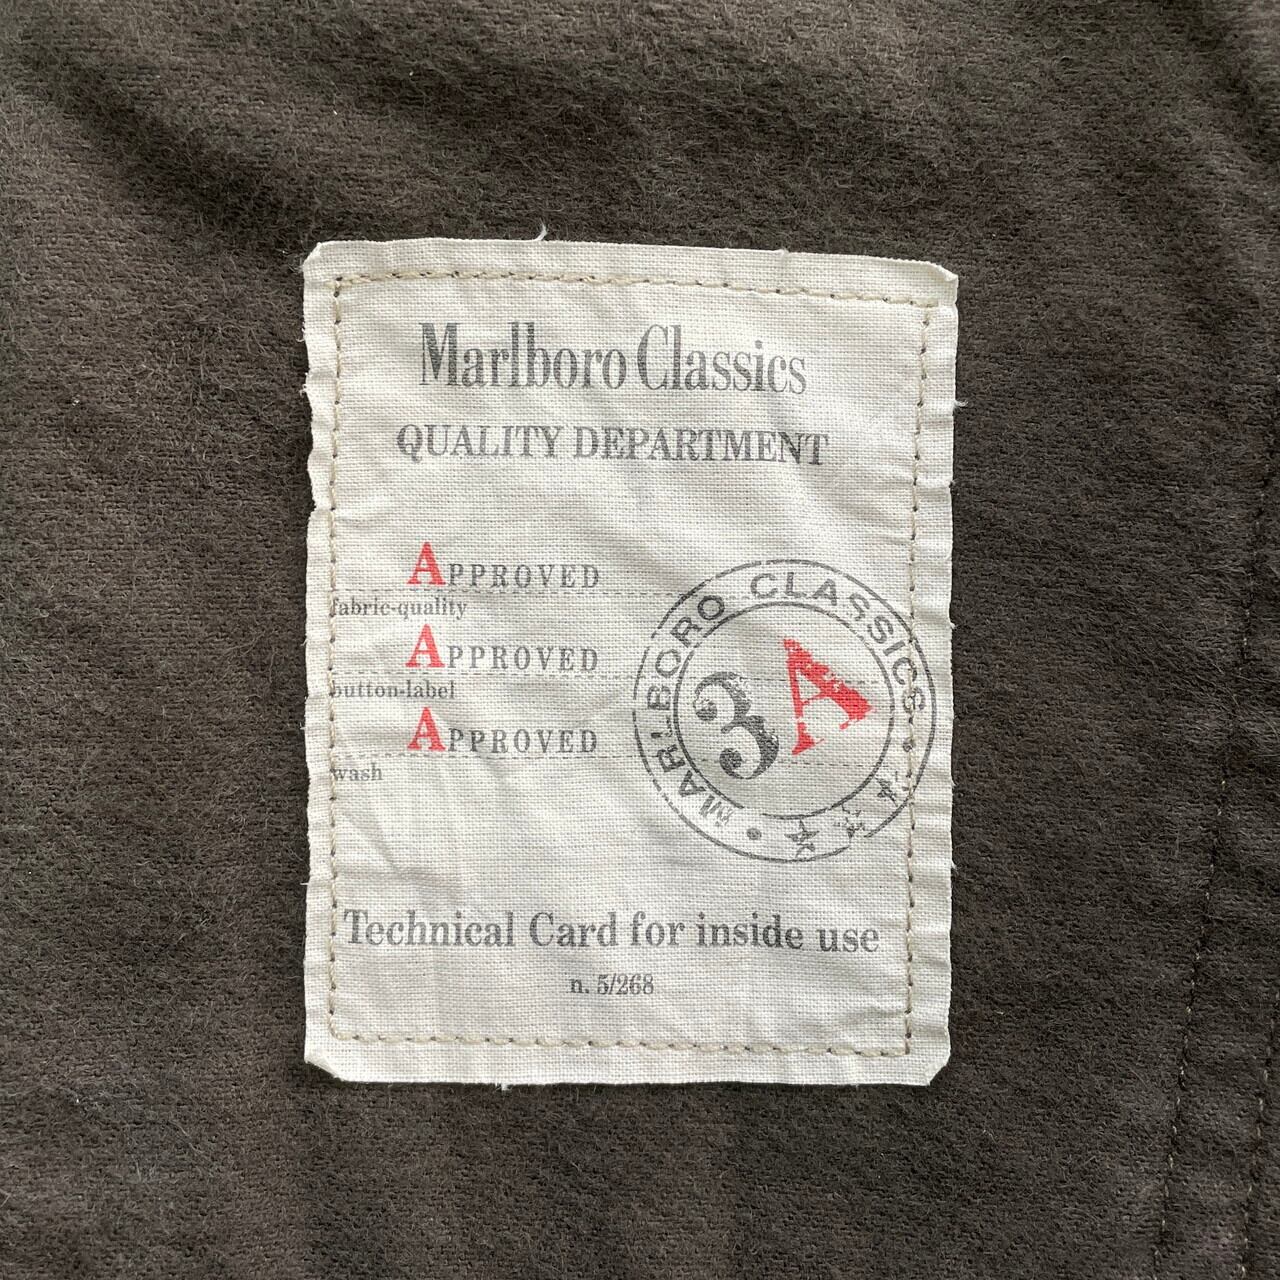 Marlboro Classics
QUALITY DEPARTMENT
APPROVED
fabric-quality
APPROVED
button-label
APPROVED
wash
MARLBORO CLASSICS
3A
Technical Card for inside use
n. 5/268